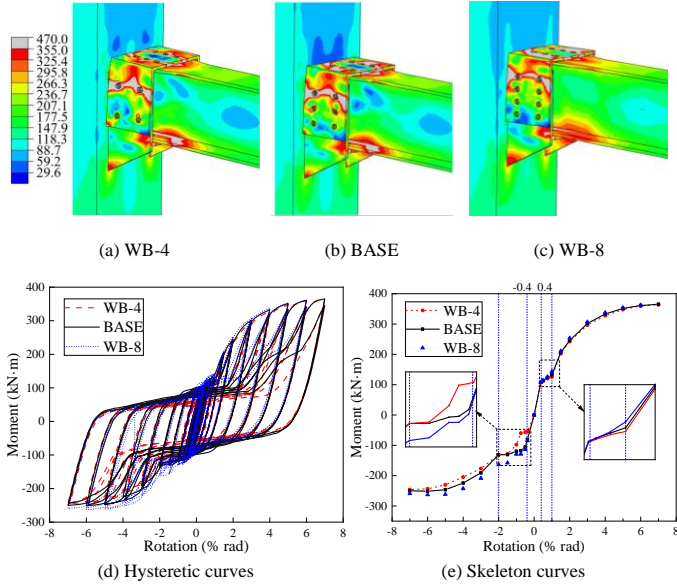 470.0
355.0
325.4
295.8
266.3
236.7
207.1
177.5
147.9
118.3
88.7
59.2
29.6
(a) WB-4
(b) BASE
(c) WB-8
400
300
200
100
0
-100
-200
-300
Moment (kN·m)
WB-4
BASE
WB-8
-8 -6 -4 -2 0 2 4 6 8
Rotation (% rad)
(d) Hysteretic curves
-0.4 0.4
400
300
200
100
0
-100
-200
-300
Moment (kN·m)
WB-4
BASE
WB-8
-8 -6 -4 -2 0 2 4 6 8
Rotation (% rad)
(e) Skeleton curves